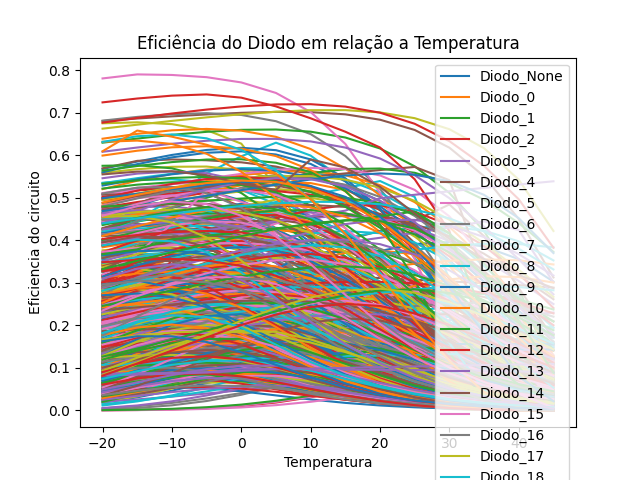 Eficiência do Diodo em relação a Temperatura
Eficiencia do circuito
0.8
0.7
0.6
0.5
0.4
0.3
0.2
0.1
0.0
−20
−10
0
10
20
30
40
Temperatura
Diodo_None
Diodo_0
Diodo_1
Diodo_2
Diodo_3
Diodo_4
Diodo_5
Diodo_6
Diodo_7
Diodo_8
Diodo_9
Diodo_10
Diodo_11
Diodo_12
Diodo_13
Diodo_14
Diodo_15
Diodo_16
Diodo_17
Diodo_18